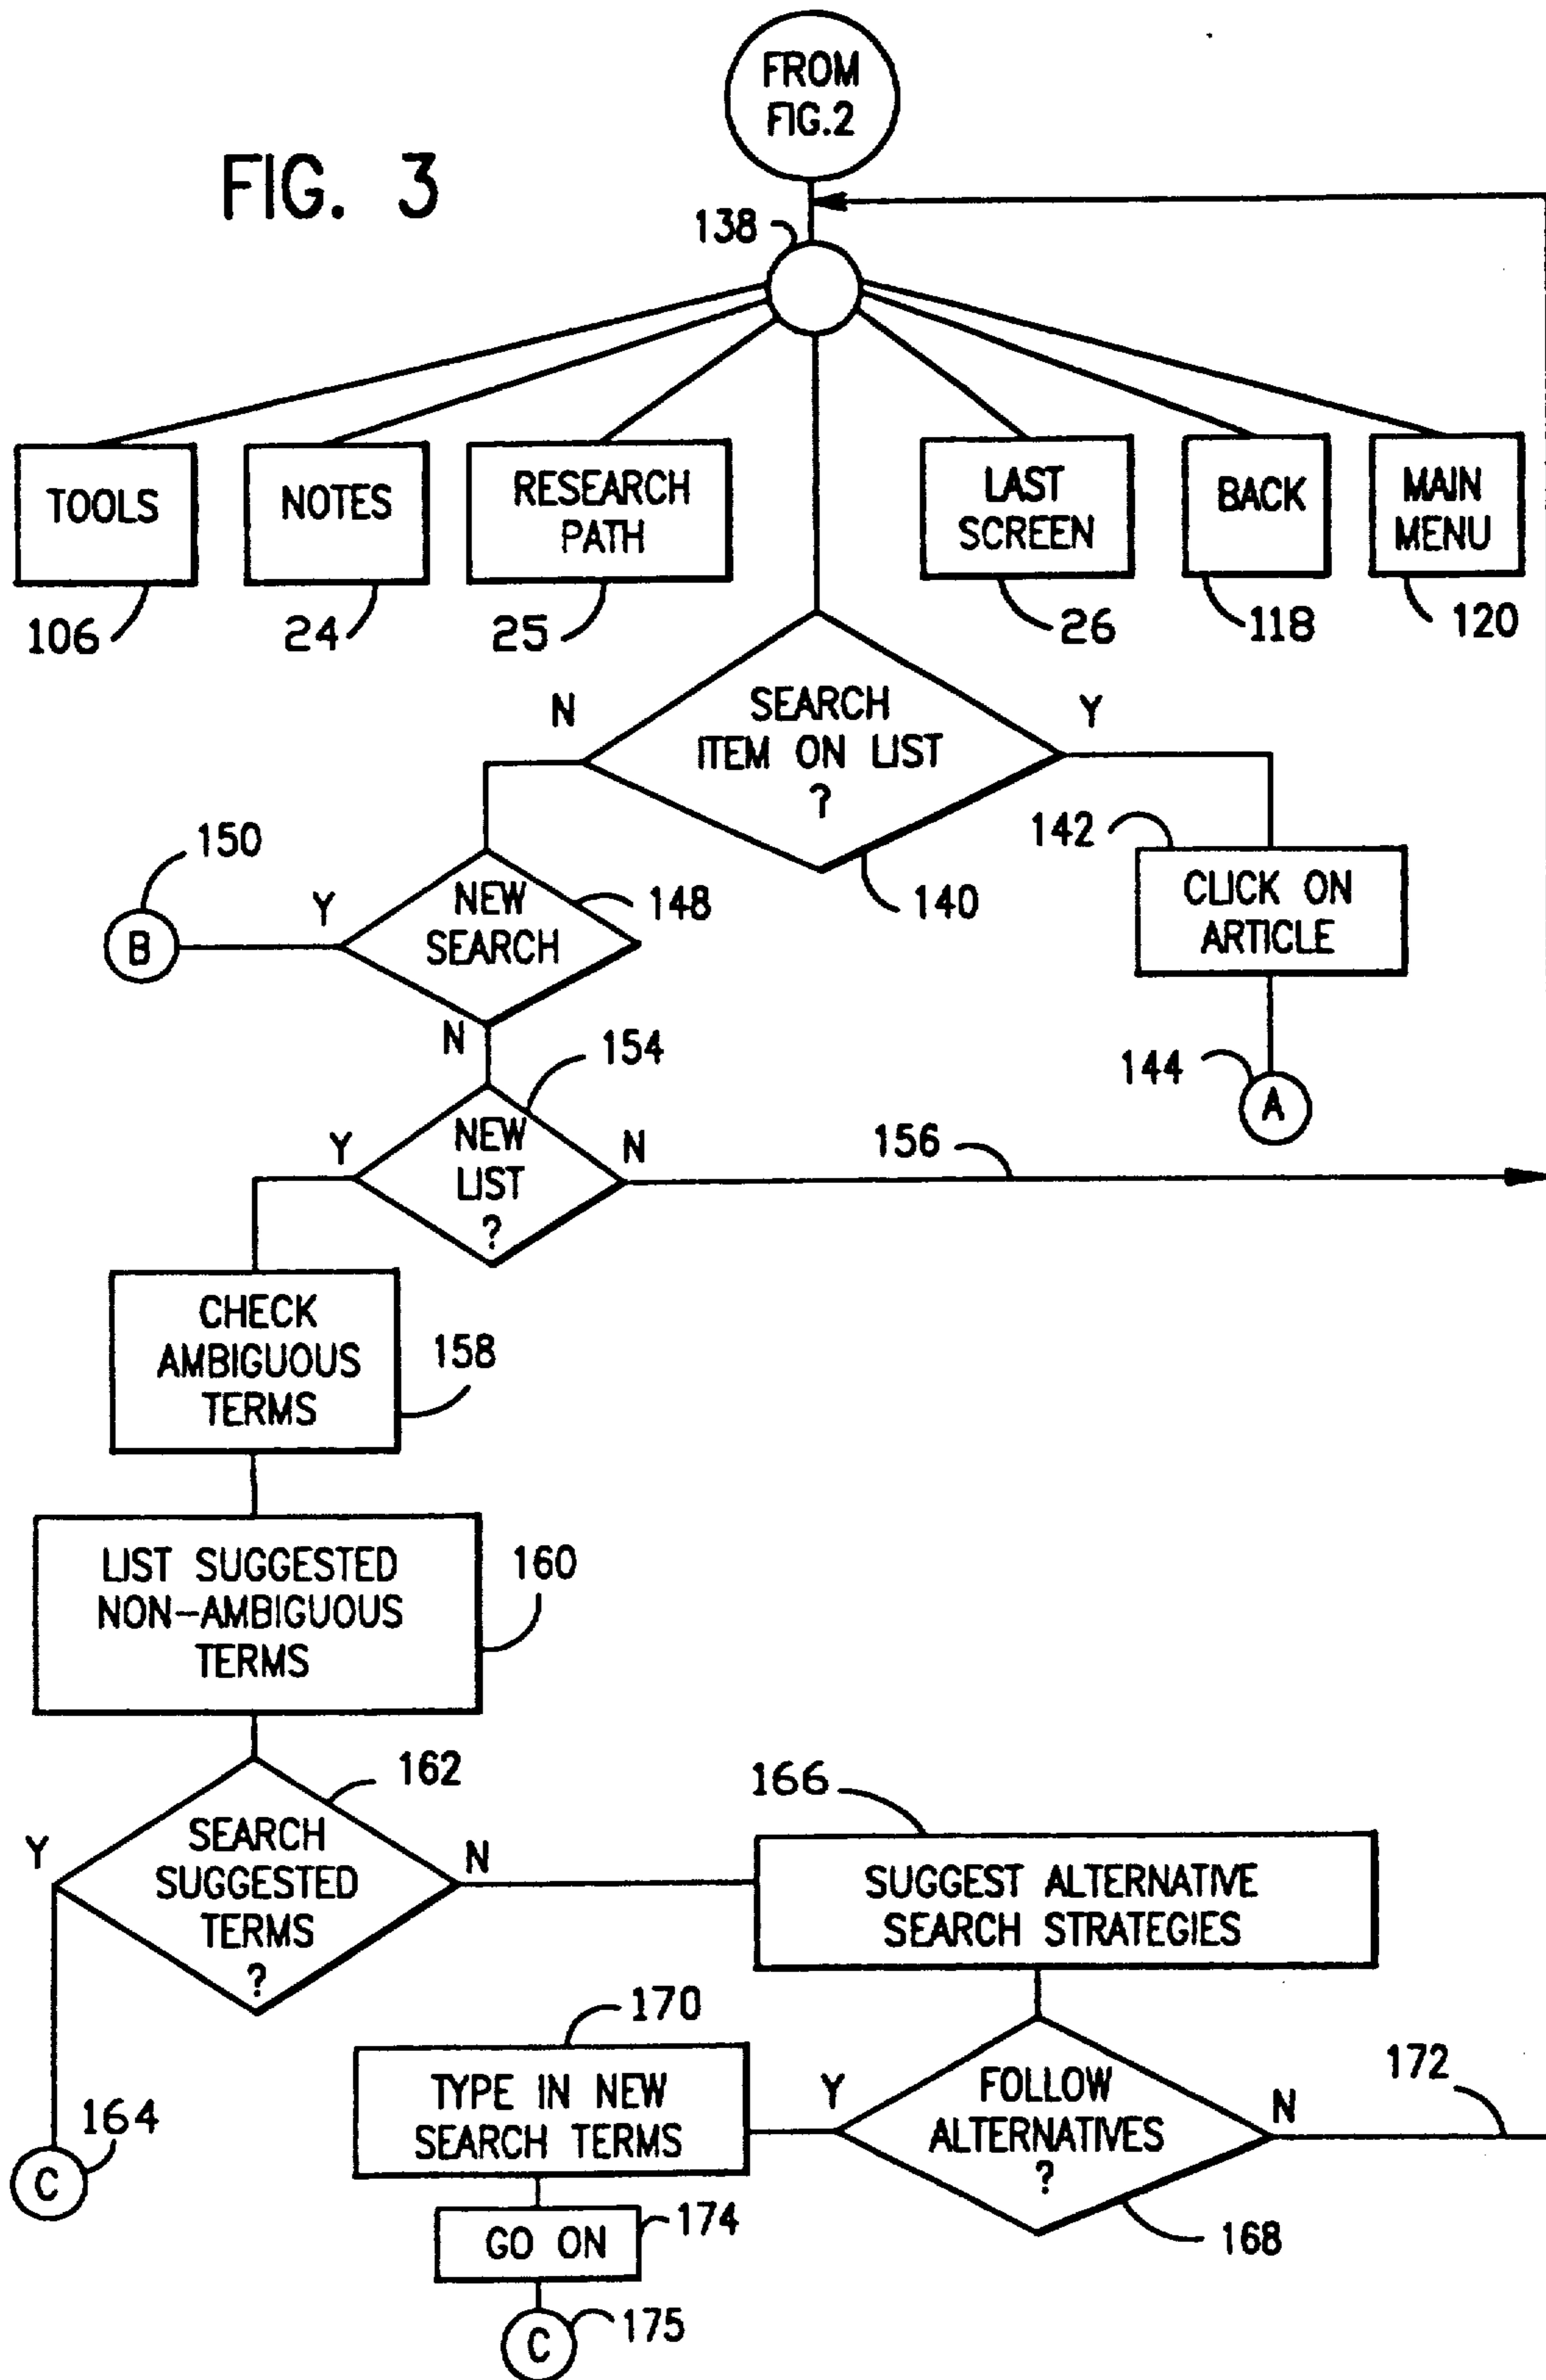 FROM
FIG.2
FIG. 3
138
TOOLS
NOTES
RESEARCH
PATH
LAST
SCREEN
BACK
MAIN
MENU
106
24
25
26
118
120
N
SEARCH
ITEM ON LIST
?
Y
140
142
CLICK ON
ARTICLE
144
A
150
B
Y
NEW
SEARCH
148
N
154
Y
NEW
LIST
?
N
156
CHECK
AMBIGUOUS
TERMS
158
LIST SUGGESTED
NON-AMBIGUOUS
TERMS
160
162
Y
SEARCH
SUGGESTED
TERMS
?
N
166
SUGGEST ALTERNATIVE
SEARCH STRATEGIES
164
C
170
TYPE IN NEW
SEARCH TERMS
Y
FOLLOW
ALTERNATIVES
?
N
172
168
GO ON
174
C
175